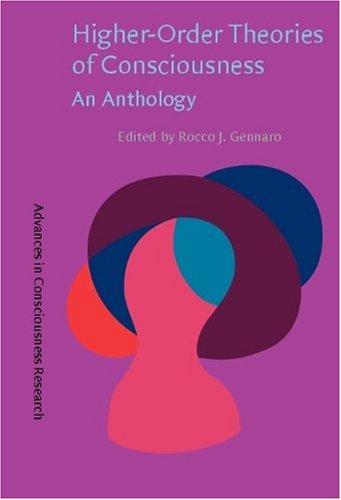 Higher-Order Theories
of Consciousness
An Anthology
Edited by Rocco J. Gennaro
Advances in Consciousness Research